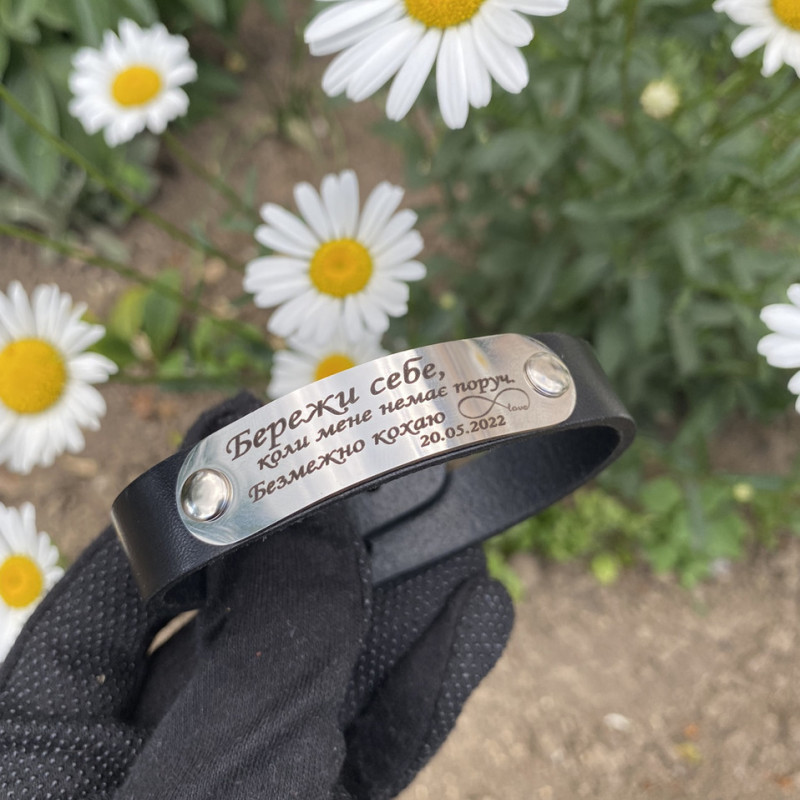 Бережи себе,
коли мене немає поруч.
Безмежно кохаю
love
20.05.2022